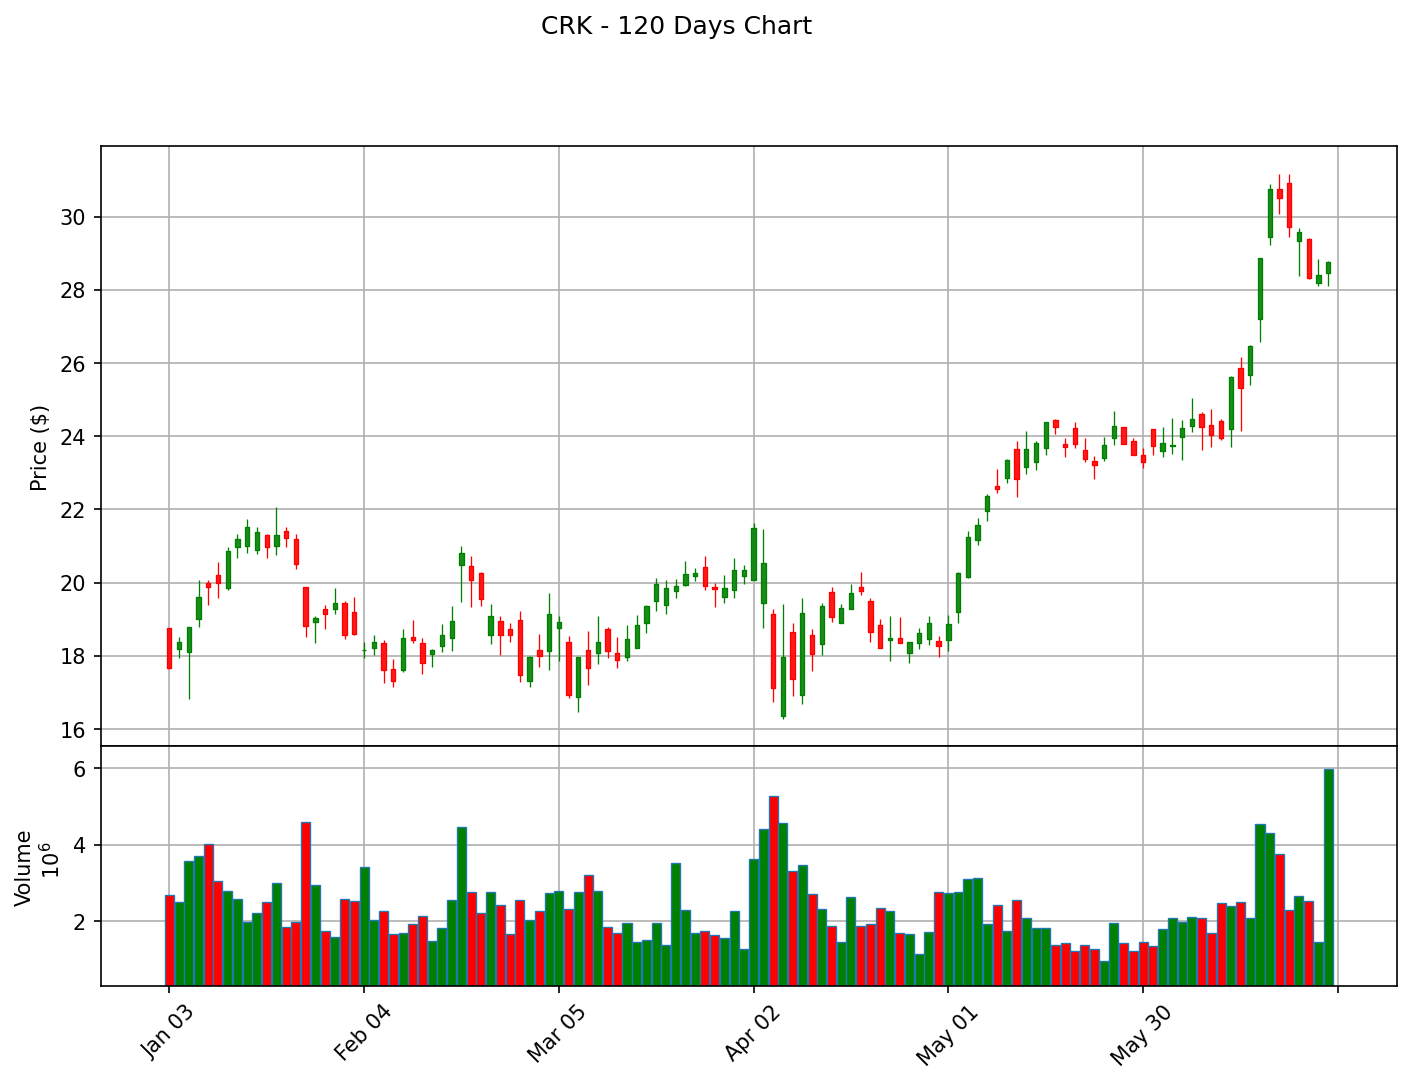 CRK - 120 Days Chart
Price ($)
30
28
26
24
22
20
18
16
Volume
10^6
6
4
2
Jan 03
Feb 04
Mar 05
Apr 02
May 01
May 30